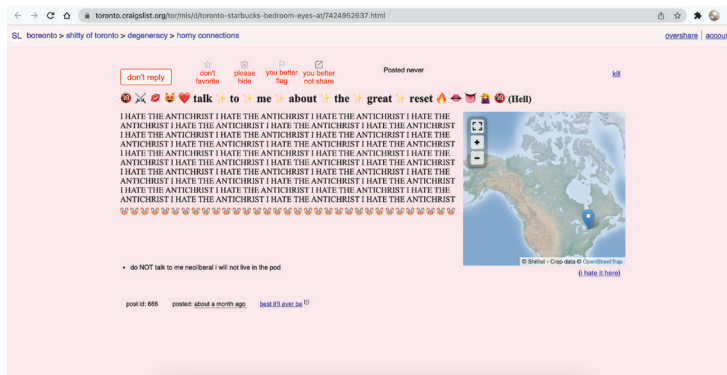 toronto.craigslist.org/tor/mis/d/toronto-starbucks-bedroom-eyes-at/7424952637.html
SL boreonto > shitty of toronto > degeneracy > horny connections
overshare accour
don't reply
don't favorite
please hide
you better flag
you better not share
Posted never
kill
🔞 ⚔️ 💋 😻 ❤️ talk ✨ to ✨ me ✨ about ✨ the ✨ great ✨ reset 🔥 👄 👅 🙇‍♀️ 🔞 (Hell)
I HATE THE ANTICHRIST I HATE THE ANTICHRIST I HATE THE ANTICHRIST I HATE THE
ANTICHRIST I HATE THE ANTICHRIST I HATE THE ANTICHRIST I HATE THE ANTICHRIST
I HATE THE ANTICHRIST I HATE THE ANTICHRIST I HATE THE ANTICHRIST I HATE THE
ANTICHRIST I HATE THE ANTICHRIST I HATE THE ANTICHRIST I HATE THE ANTICHRIST
I HATE THE ANTICHRIST I HATE THE ANTICHRIST I HATE THE ANTICHRIST I HATE THE
ANTICHRIST I HATE THE ANTICHRIST I HATE THE ANTICHRIST I HATE THE ANTICHRIST
I HATE THE ANTICHRIST I HATE THE ANTICHRIST I HATE THE ANTICHRIST I HATE THE
ANTICHRIST I HATE THE ANTICHRIST I HATE THE ANTICHRIST I HATE THE ANTICHRIST
I HATE THE ANTICHRIST I HATE THE ANTICHRIST I HATE THE ANTICHRIST I HATE THE
ANTICHRIST I HATE THE ANTICHRIST I HATE THE ANTICHRIST I HATE THE ANTICHRIST
+
−
© Shitlist - Crap data © OpenStreetTrap
(i hate it here)
• do NOT talk to me neoliberal i will not live in the pod
post id: 666 posted: about a month ago best it'll ever be